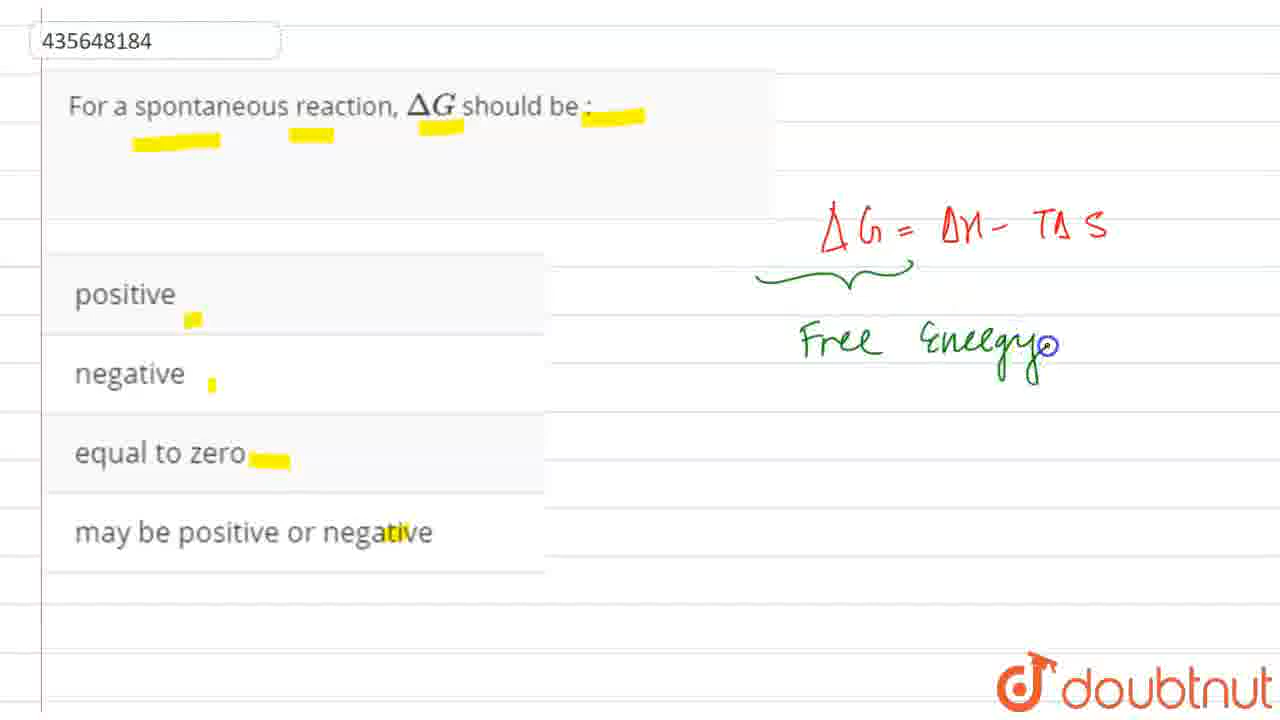 435648184
For a spontaneous reaction, ΔG should be :
ΔG = ΔH - TΔS
positive
Free Energy
negative
equal to zero
may be positive or negative
doubtnut